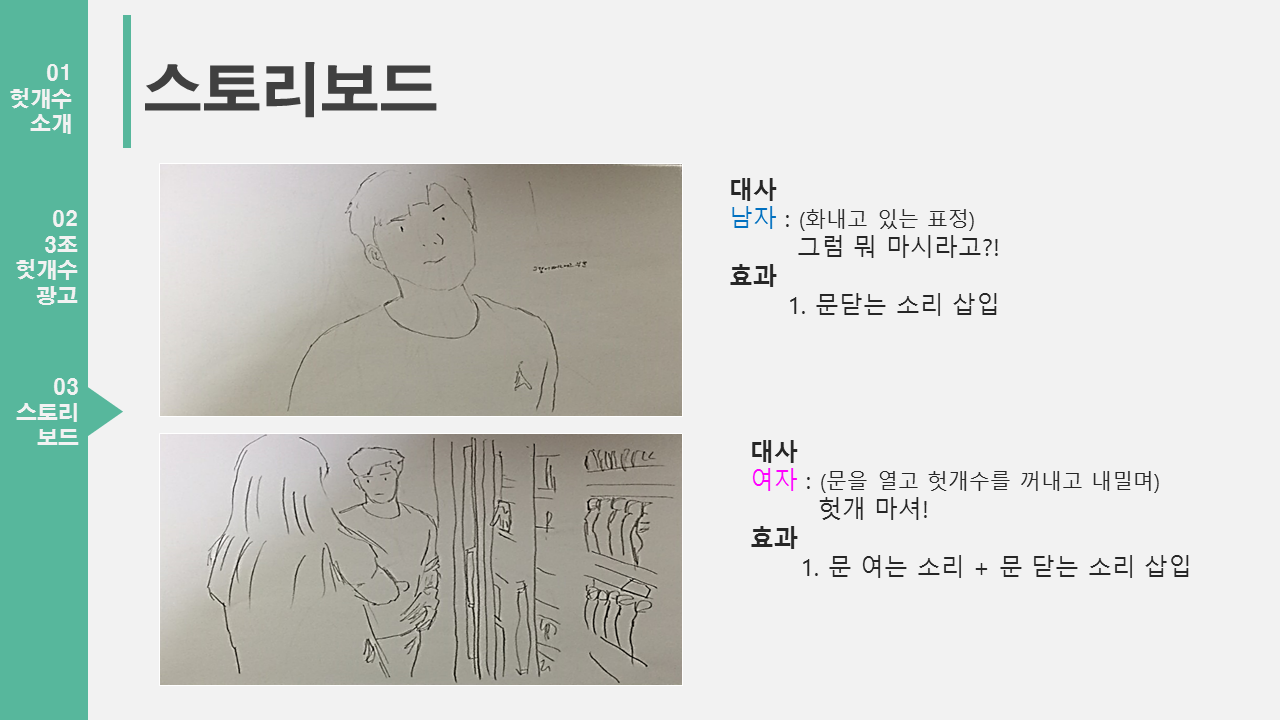 01
헛개수
소개
02
3조
헛개수
광고
03
스토리
보드
스토리보드
대사
남자 : (화내고 있는 표정)
그럼 뭐 마시라고?!
효과
1. 문닫는 소리 삽입
대사
여자 : (문을 열고 헛개수를 꺼내고 내밀며)
헛개 마셔!
효과
1. 문 여는 소리 + 문 닫는 소리 삽입